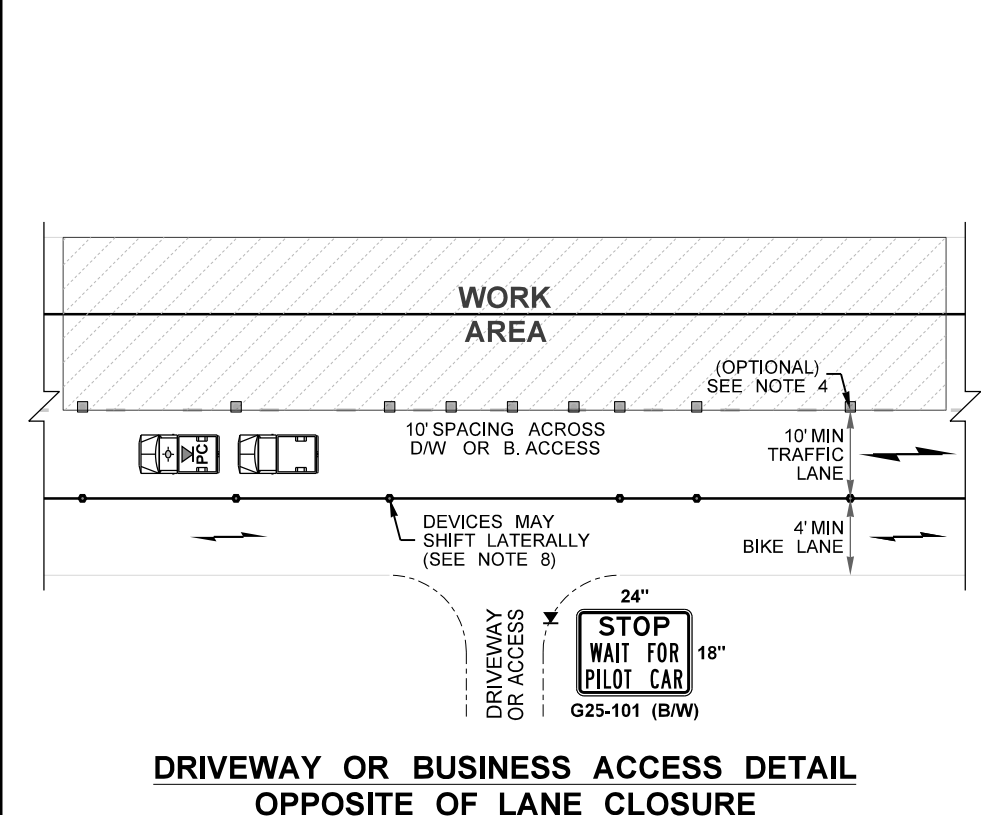 WORK
AREA
(OPTIONAL)
SEE NOTE 4
10' SPACING ACROSS
D/W OR B. ACCESS
10' MIN
TRAFFIC
LANE
PC
DEVICES MAY
SHIFT LATERALLY
(SEE NOTE 8)
4' MIN
BIKE LANE
DRIVEWAY
OR ACCESS
24"
STOP
WAIT FOR
PILOT CAR
18"
G25-101 (B/W)
DRIVEWAY OR BUSINESS ACCESS DETAIL
OPPOSITE OF LANE CLOSURE